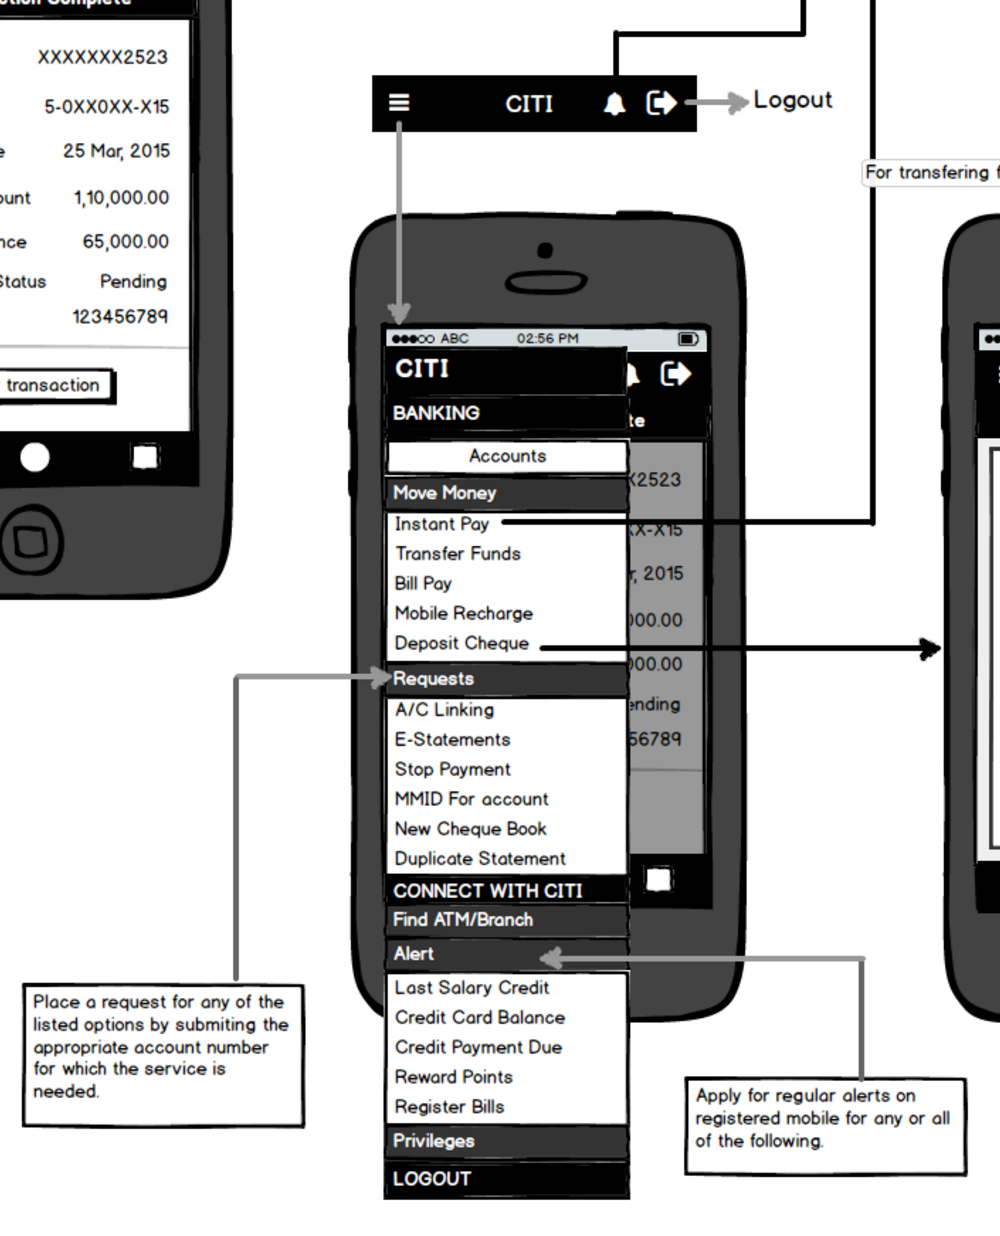 XXXXXXX2523
5-0XX0XX-X15
25 Mar, 2015
1,10,000.00
65,000.00
Status Pending
123456789
transaction
CITI
Logout
For transfering
ABC 02:56 PM
CITI
BANKING
Accounts
Move Money
Instant Pay
Transfer Funds
Bill Pay
Mobile Recharge
Deposit Cheque
Requests
A/C Linking
E-Statements
Stop Payment
MMID For account
New Cheque Book
Duplicate Statement
CONNECT WITH CITI
Find ATM/Branch
Alert
Last Salary Credit
Credit Card Balance
Credit Payment Due
Reward Points
Register Bills
Privileges
LOGOUT
te
X2523
XX-X15
r, 2015
000.00
000.00
ending
56789
Place a request for any of the
listed options by submiting the
appropriate account number
for which the service is
needed.
Apply for regular alerts on
registered mobile for any or all
of the following.